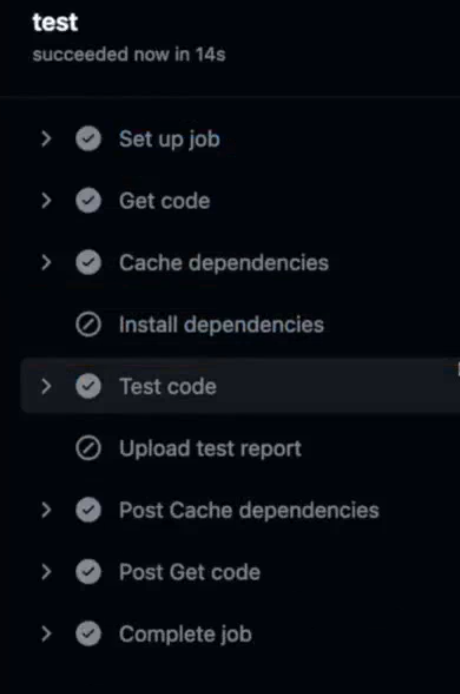 test
succeeded now in 14s
Set up job
Get code
Cache dependencies
Install dependencies
Test code
Upload test report
Post Cache dependencies
Post Get code
Complete job